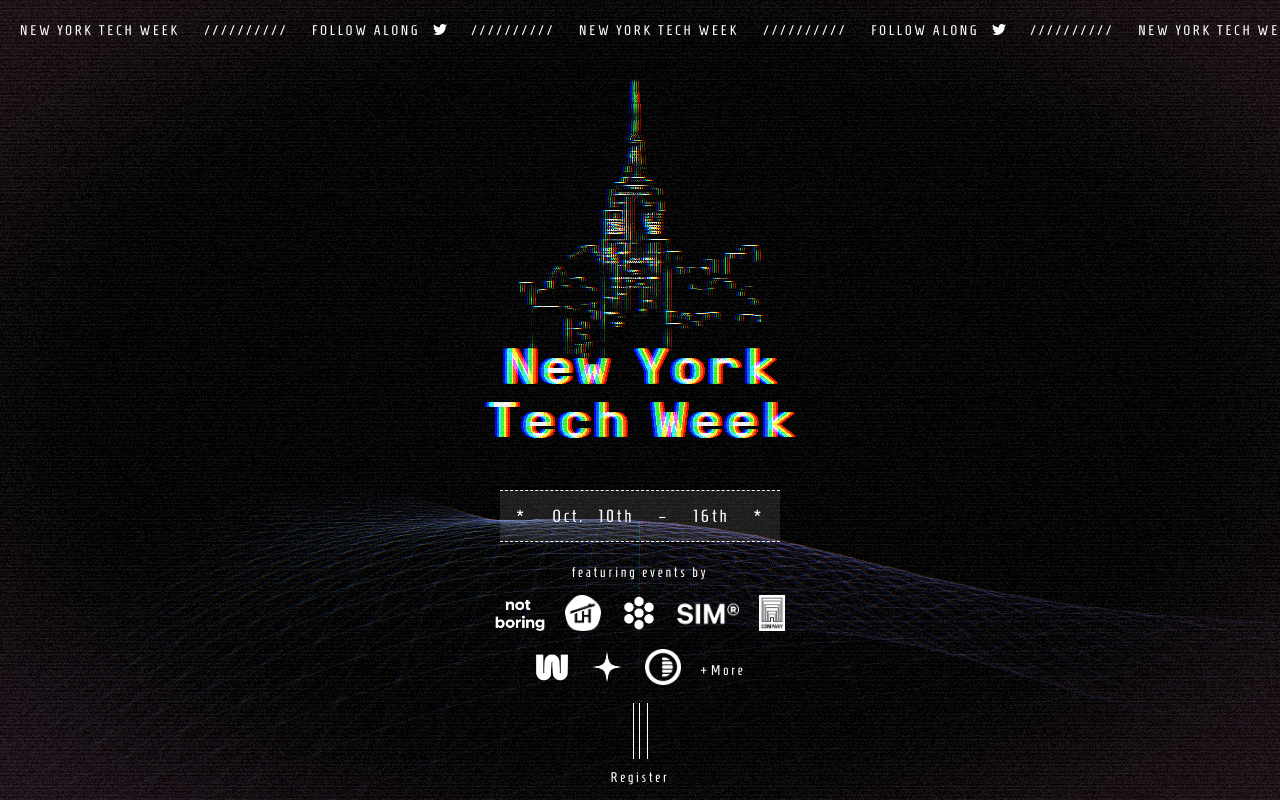 NEW YORK TECH WEEK ////////// FOLLOW ALONG ////////// NEW YORK TECH WEEK ////////// FOLLOW ALONG ////////// NEW YORK TECH WE
New York
Tech Week
* Oct. 10th – 16th *
featuring events by
not
boring
LH
SIM®
COMPANY
W
+More
Register